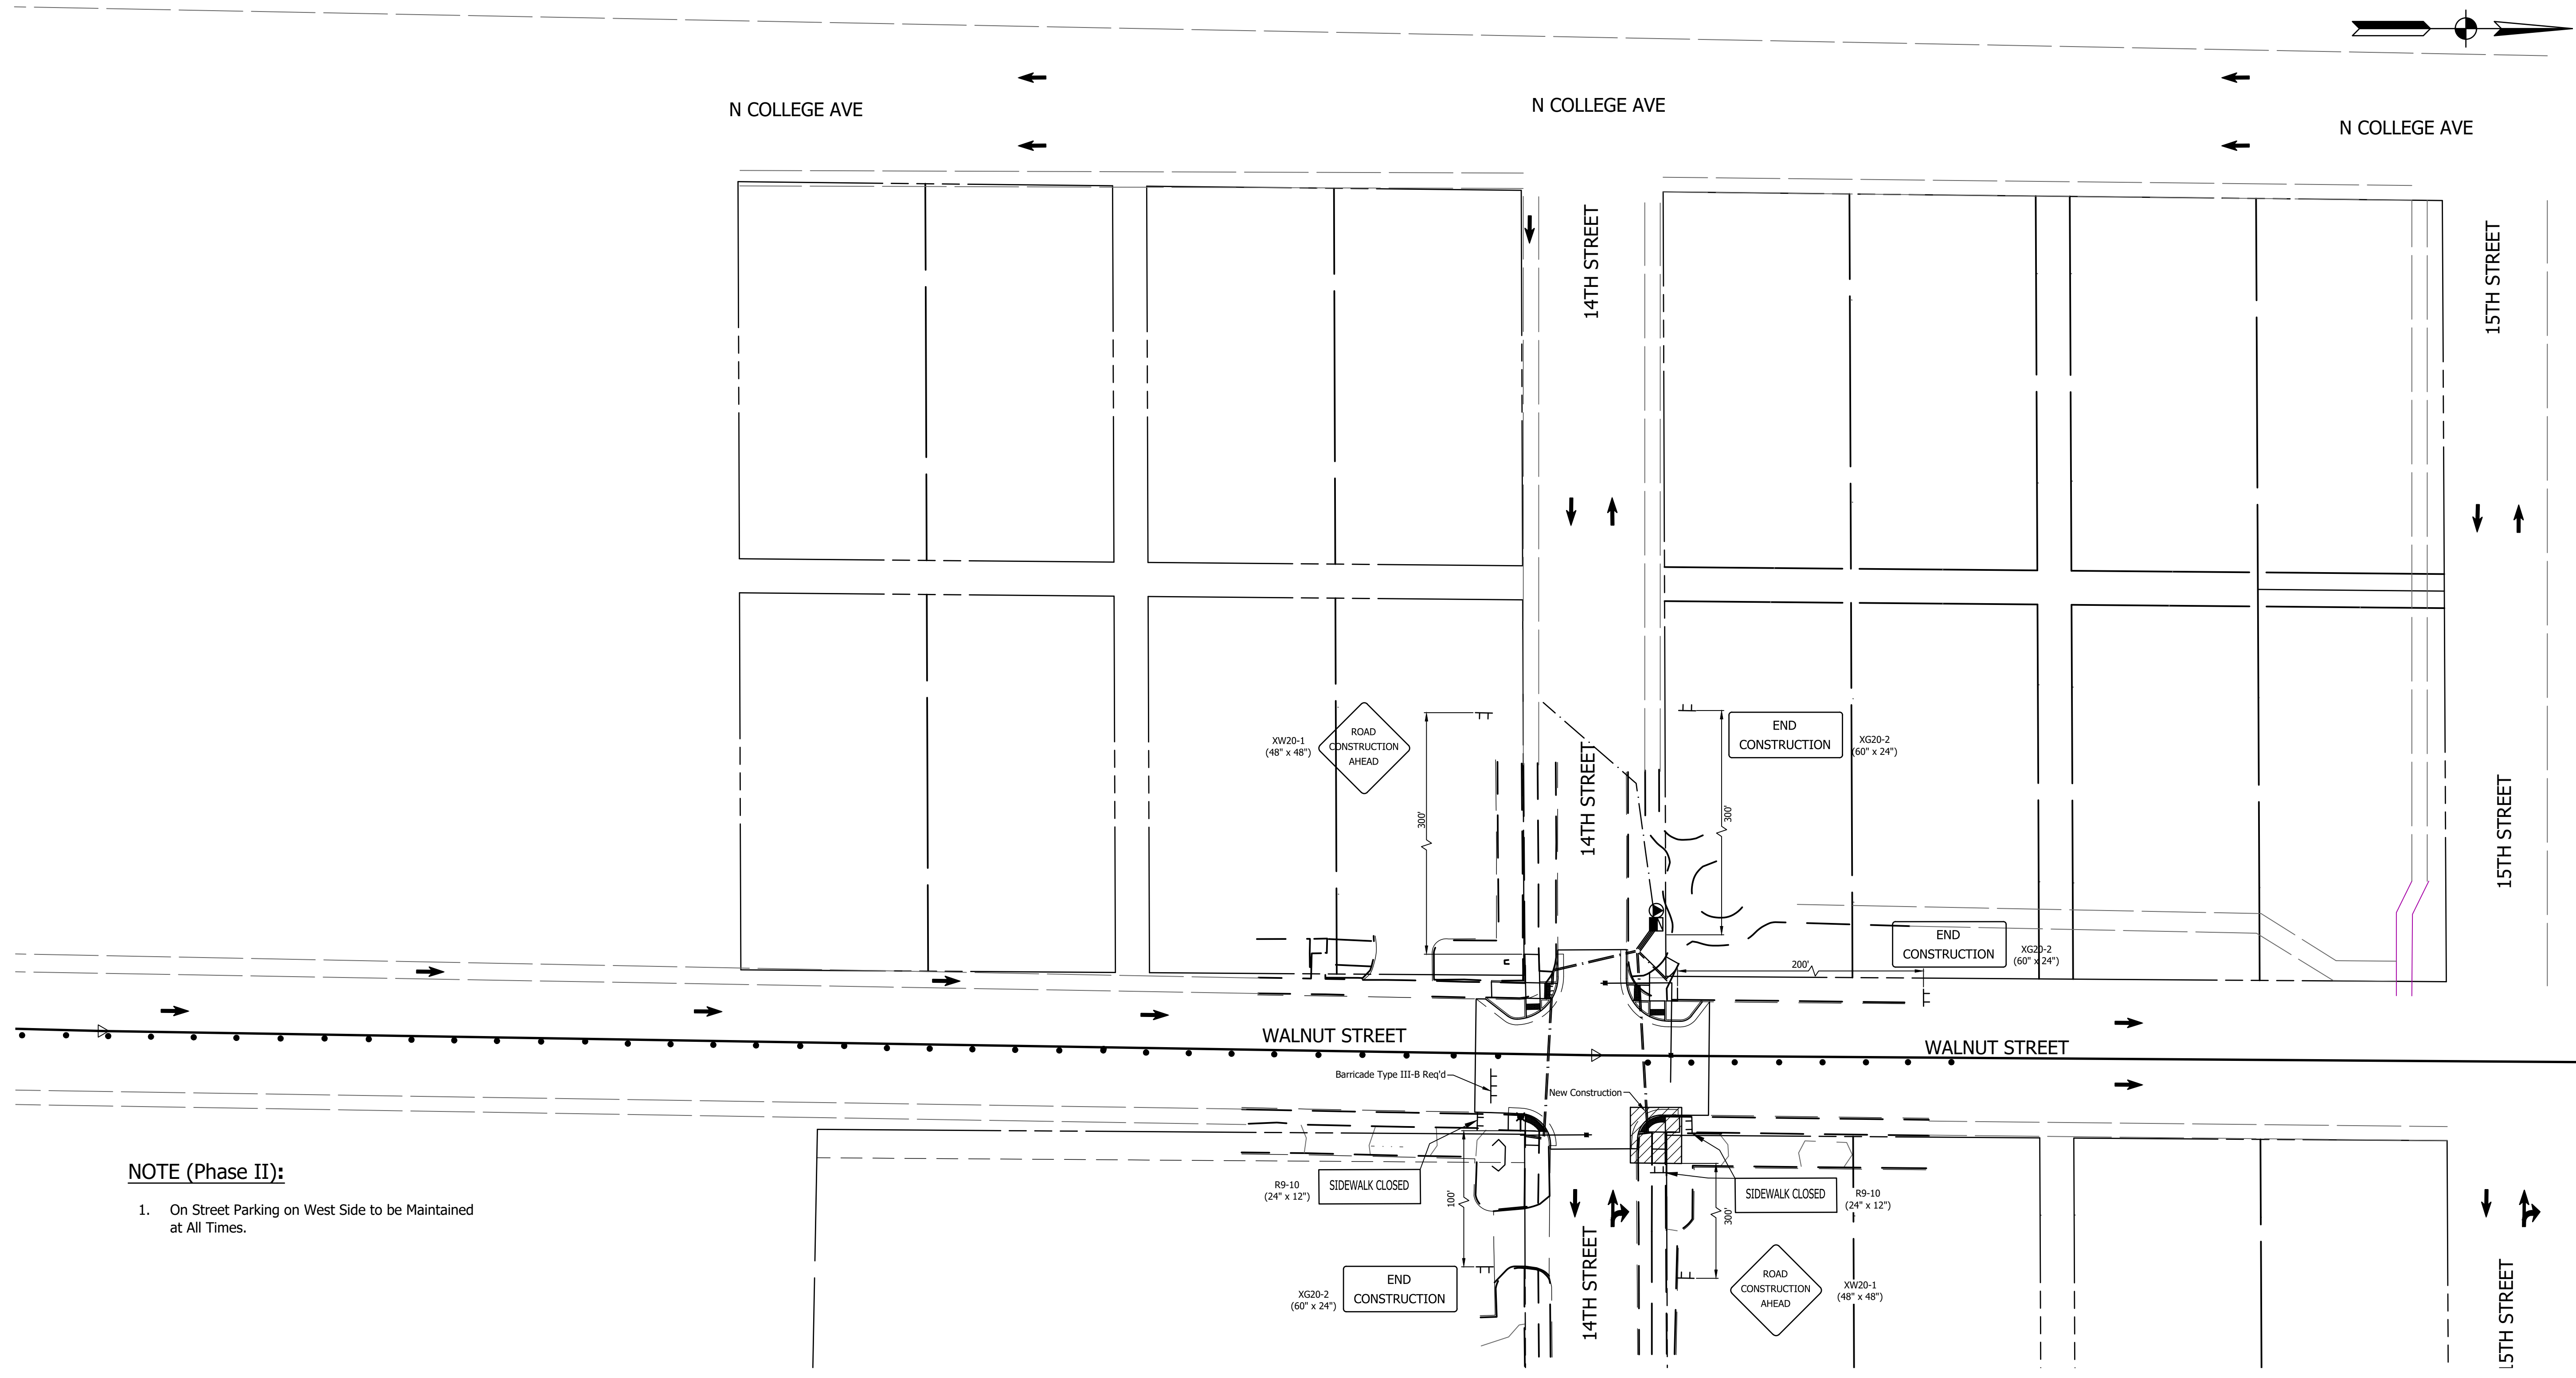 N COLLEGE AVE
N COLLEGE AVE
N COLLEGE AVE
14TH STREET
15TH STREET
XW20-1
(48" x 48")
ROAD
CONSTRUCTION
AHEAD
300'
14TH STREET
300'
END
CONSTRUCTION
XG20-2
(60" x 24")
15TH STREET
END
CONSTRUCTION
XG20-2
(60" x 24")
200'
WALNUT STREET
WALNUT STREET
Barricade Type III-B Req'd
New Construction
NOTE (Phase II):
1. On Street Parking on West Side to be Maintained
at All Times.
R9-10
(24" x 12")
SIDEWALK CLOSED
100'
SIDEWALK CLOSED
R9-10
(24" x 12")
300'
XG20-2
(60" x 24")
END
CONSTRUCTION
14TH STREET
ROAD
CONSTRUCTION
AHEAD
XW20-1
(48" x 48")
15TH STREET